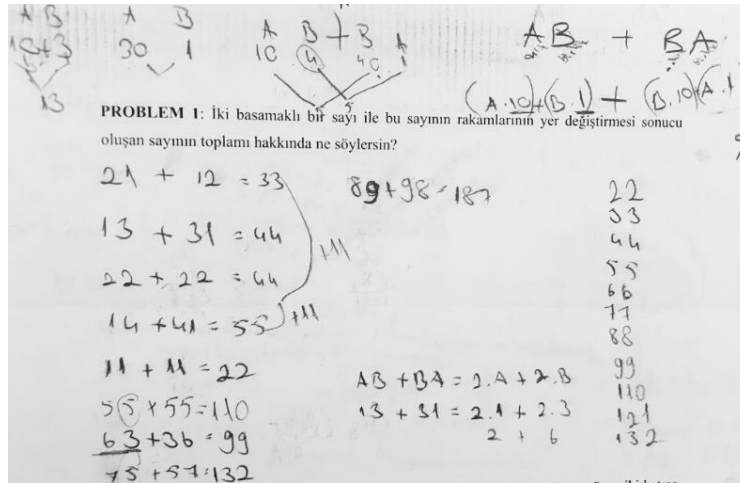 A B
A B
30 1
13
A B + B A
10 4 40 1
5
AB + BA
(A.10)+(B.1) + (B.10)(A.1
PROBLEM 1: İki basamaklı bir sayı ile bu sayının rakamlarının yer değiştirmesi sonucu
oluşan sayının toplamı hakkında ne söylersin?
21 + 12 = 33
13 + 31 = 44
+11
22 + 22 = 44
14 + 41 = 55
+11
11 + 11 = 22
55 + 55 = 110
63 + 36 = 99
75 + 57 = 132
89 + 98 = 187
AB + BA = 2.A + 2.B
13 + 31 = 2.1 + 2.3
2 + 6
22
33
44
55
66
77
88
99
110
121
132